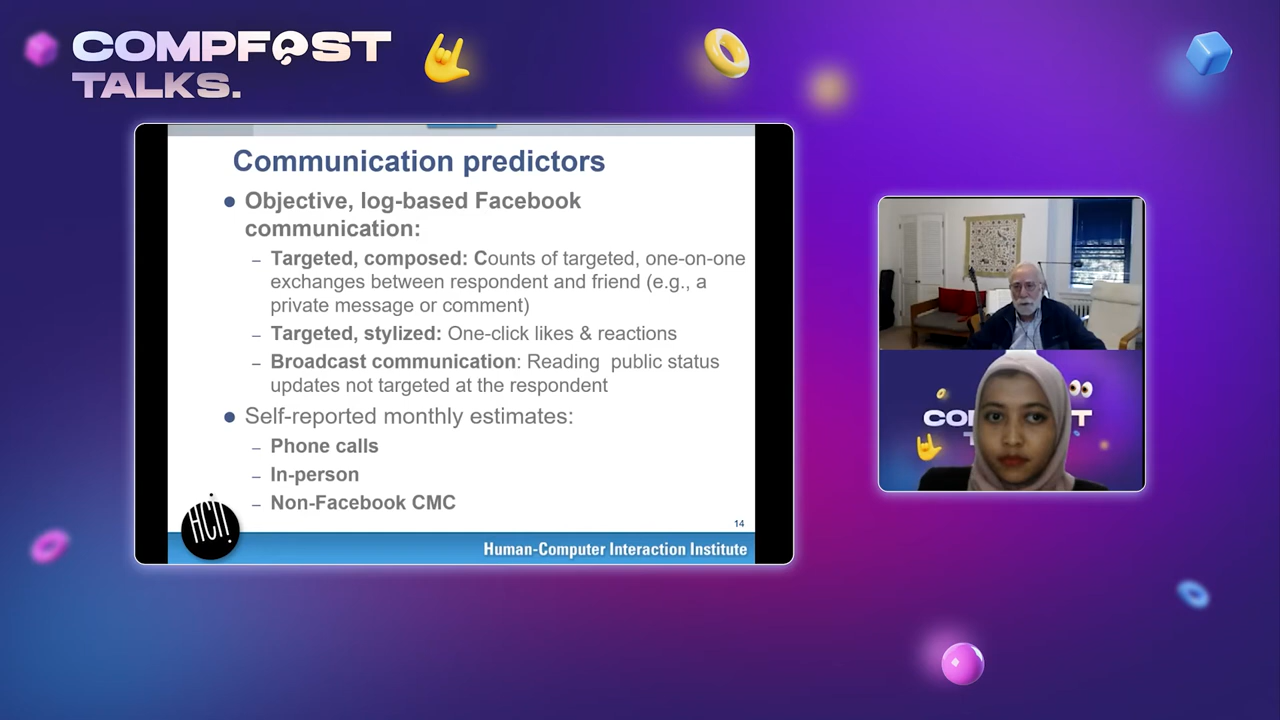 COMPFEST
TALKS.
Communication predictors
● Objective, log-based Facebook
communication:
– Targeted, composed: Counts of targeted, one-on-one
exchanges between respondent and friend (e.g., a
private message or comment)
– Targeted, stylized: One-click likes & reactions
– Broadcast communication: Reading public status
updates not targeted at the respondent
● Self-reported monthly estimates:
– Phone calls
– In-person
– Non-Facebook CMC
HCII
14
Human-Computer Interaction Institute